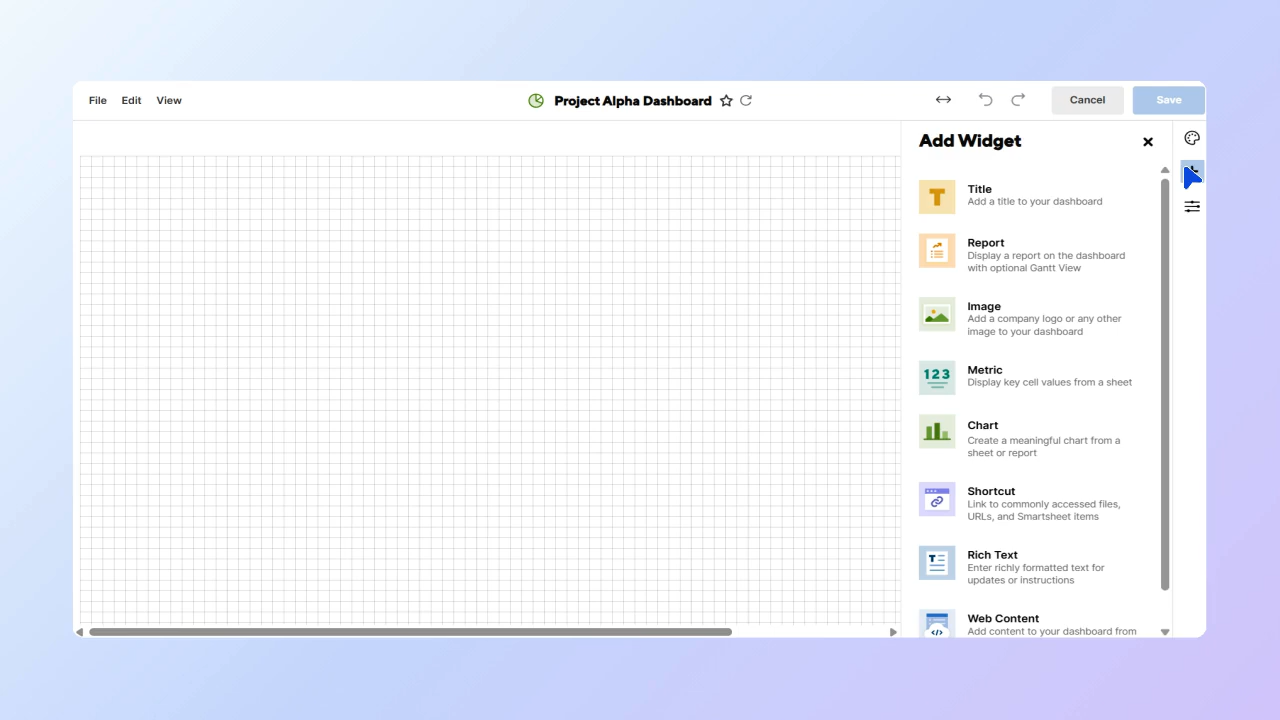 File Edit View Project Alpha Dashboard Cancel Save
Add Widget
T
Title
Add a title to your dashboard
Report
Display a report on the dashboard
with optional Gantt View
Image
Add a company logo or any other
image to your dashboard
123
Metric
Display key cell values from a sheet
Chart
Create a meaningful chart from a
sheet or report
Shortcut
Link to commonly accessed files,
URLs, and Smartsheet items
T
Rich Text
Enter richly formatted text for
updates or instructions
</>
Web Content
Add content to your dashboard from